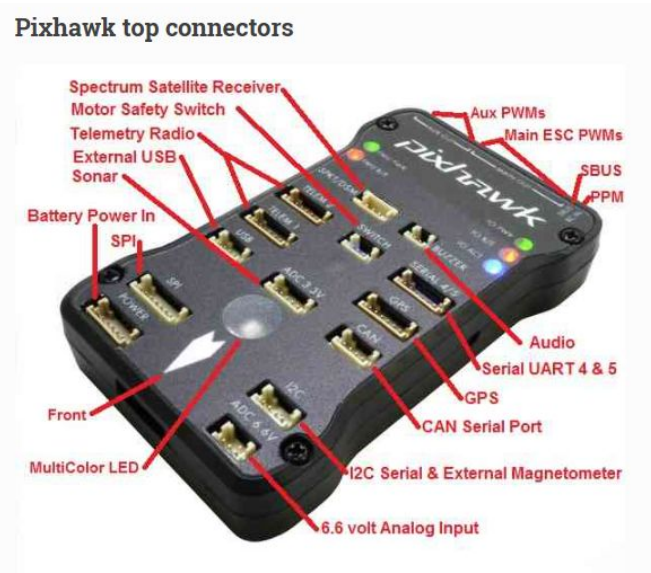 Pixhawk top connectors
Spectrum Satellite Receiver
Motor Safety Switch
Telemetry Radio
External USB
Sonar
Battery Power In
SPI
Aux PWMs
Main ESC PWMs
SBUS
PPM
pixhawk
SPKT/DSM
TELEM 1
USB
SWITCH
BUZZER
ADC 3.3V
SERIAL 4/5
SPI
POWER
GPS
CAN
I2C
ADC 6.6V
Audio
Serial UART 4 & 5
GPS
CAN Serial Port
Front
MultiColor LED
I2C Serial & External Magnetometer
6.6 volt Analog Input